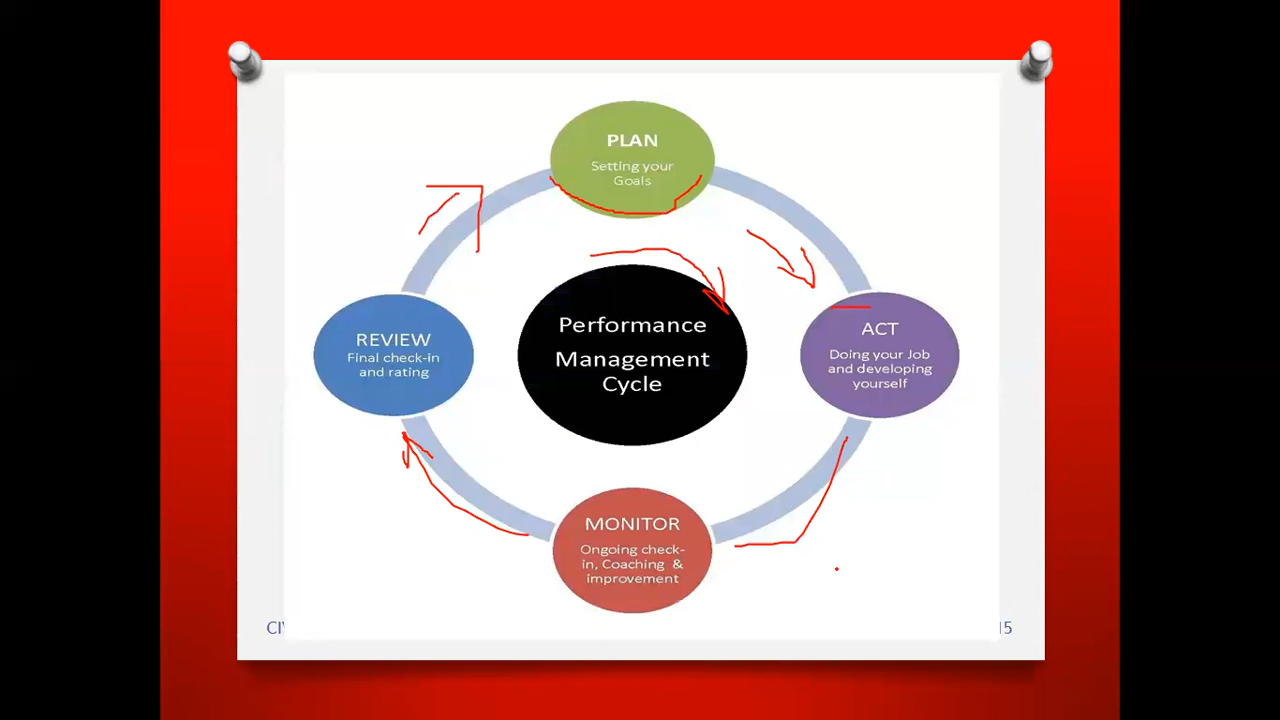 PLAN
Setting your
Goals
Performance
Management
Cycle
ACT
Doing your Job
and developing
yourself
REVIEW
Final check-in
and rating
MONITOR
Ongoing check-
in, Coaching &
improvement